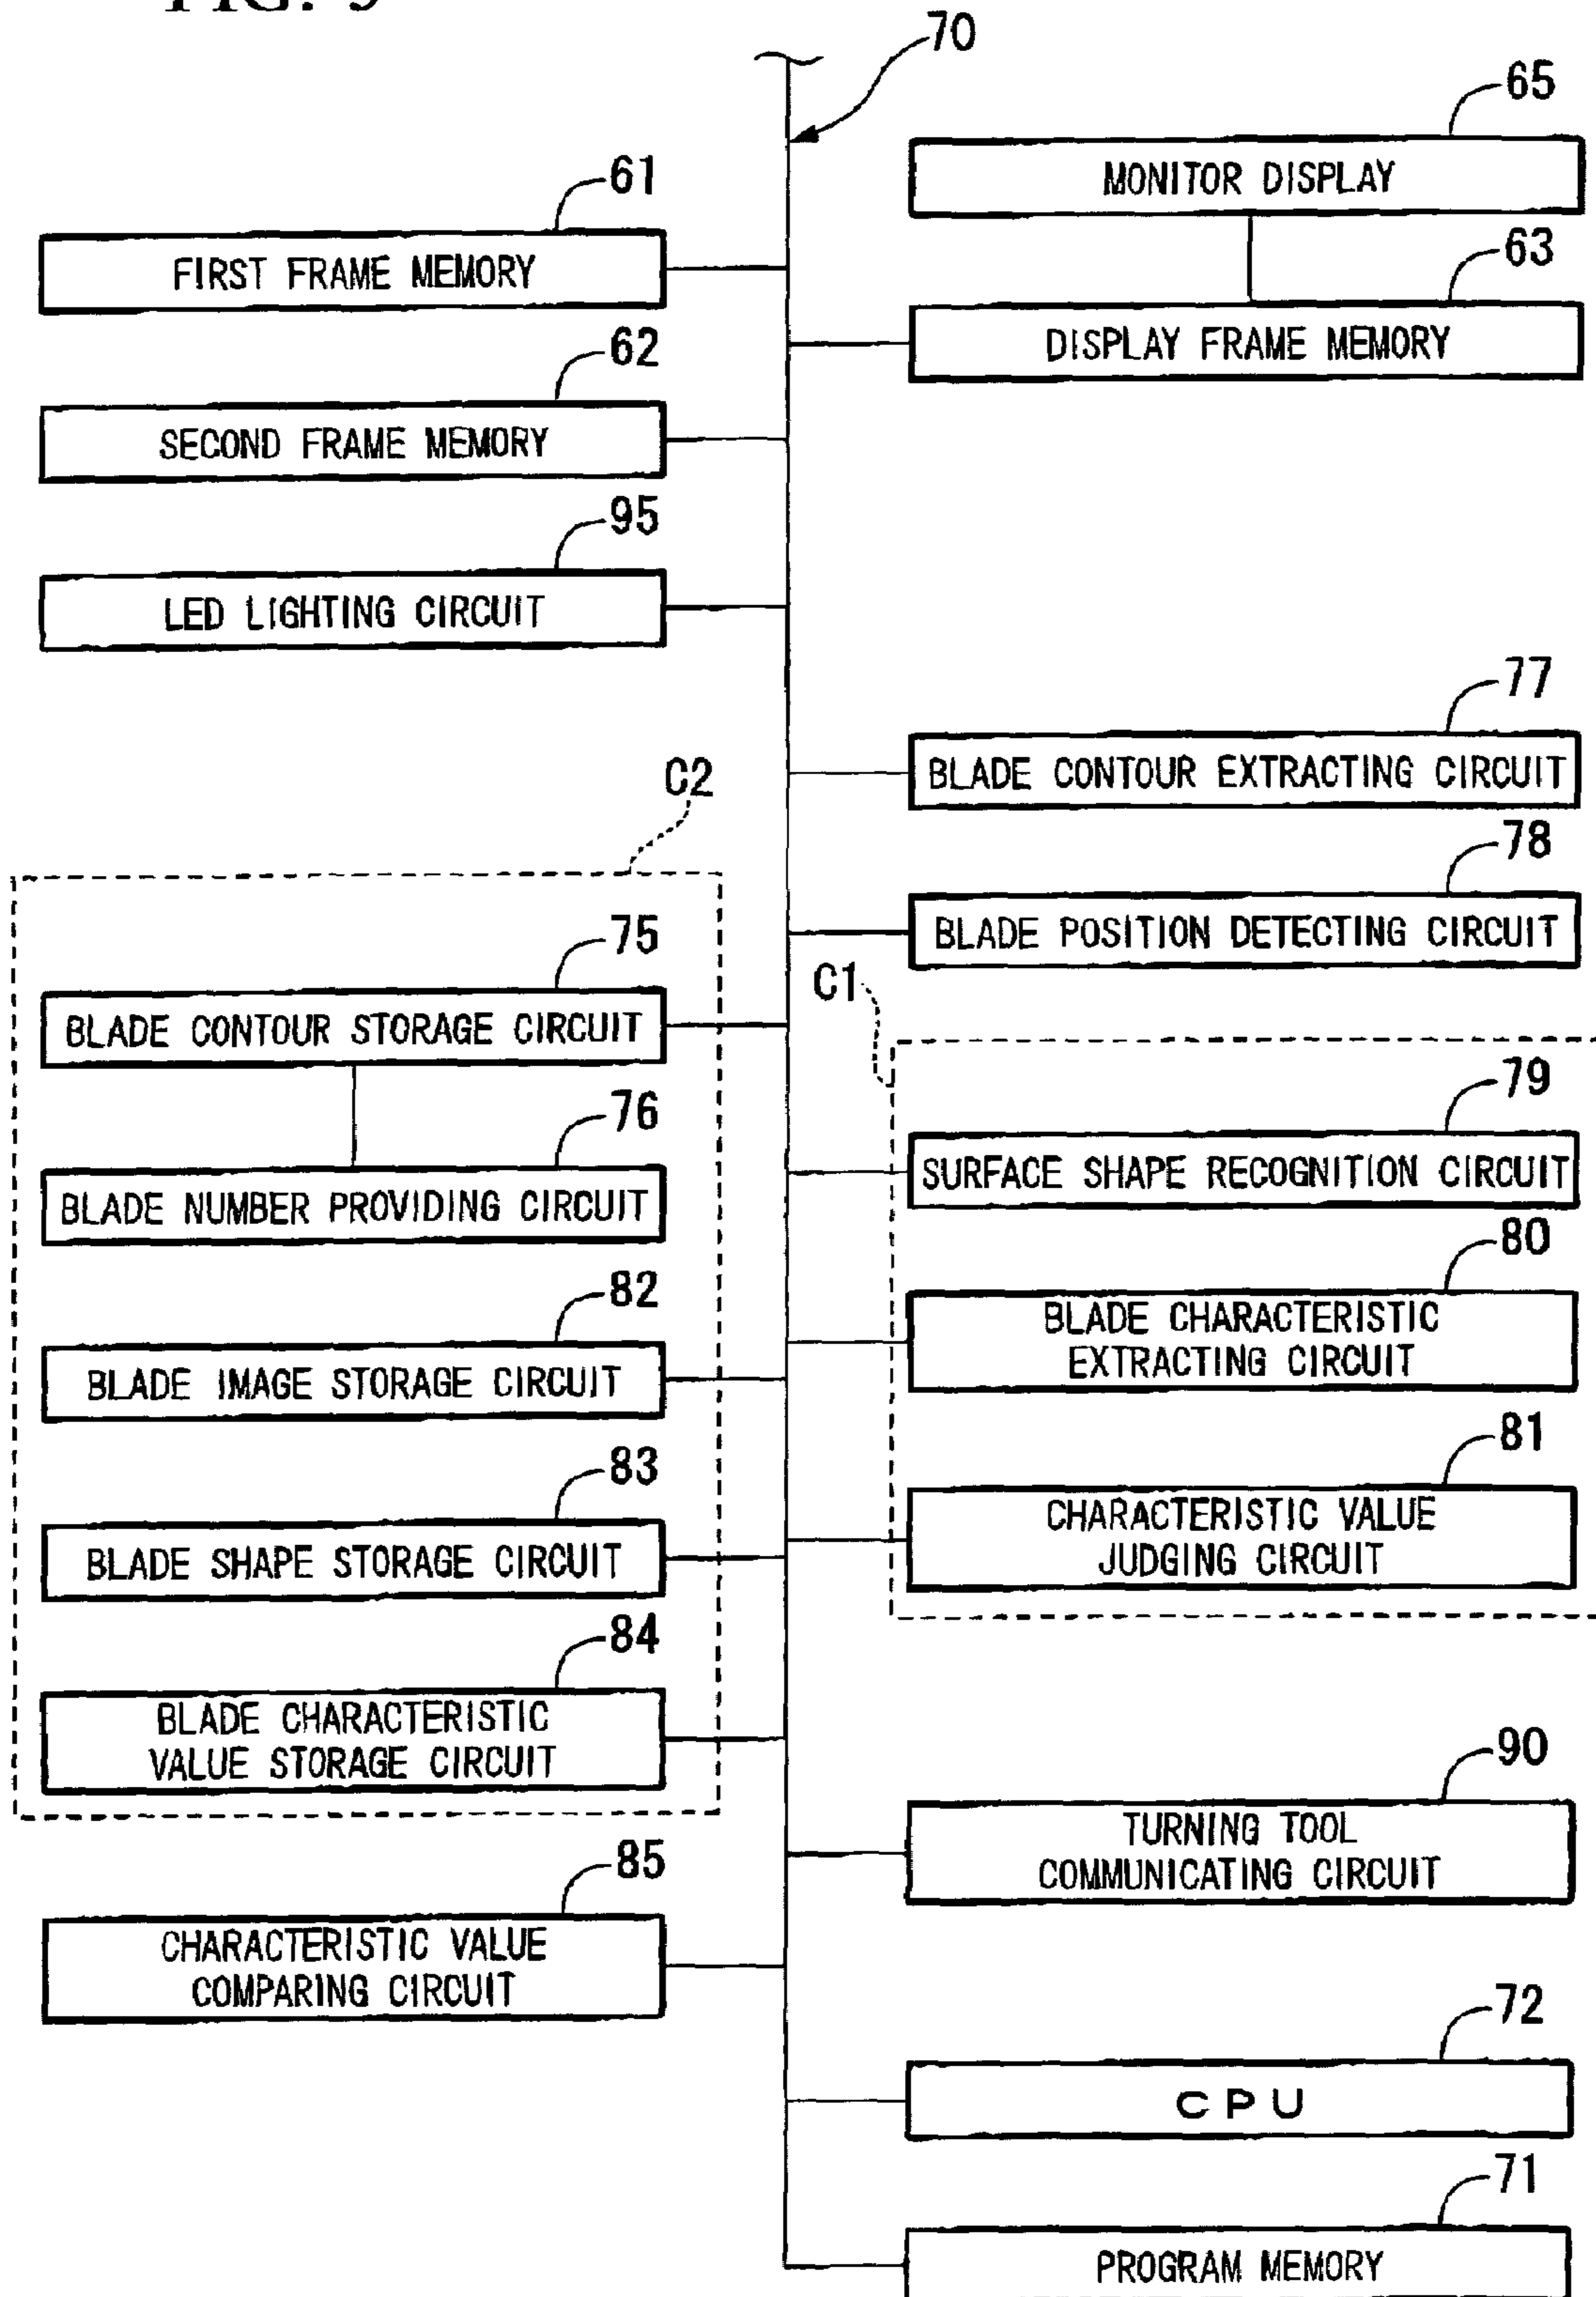 70
65
MONITOR DISPLAY
61
FIRST FRAME MEMORY
63
DISPLAY FRAME MEMORY
62
SECOND FRAME MEMORY
95
LED LIGHTING CIRCUIT
77
BLADE CONTOUR EXTRACTING CIRCUIT
C2
78
BLADE POSITION DETECTING CIRCUIT
75
BLADE CONTOUR STORAGE CIRCUIT
C1
79
SURFACE SHAPE RECOGNITION CIRCUIT
76
BLADE NUMBER PROVIDING CIRCUIT
80
BLADE CHARACTERISTIC
EXTRACTING CIRCUIT
82
BLADE IMAGE STORAGE CIRCUIT
81
CHARACTERISTIC VALUE
JUDGING CIRCUIT
83
BLADE SHAPE STORAGE CIRCUIT
84
BLADE CHARACTERISTIC
VALUE STORAGE CIRCUIT
90
TURNING TOOL
COMMUNICATING CIRCUIT
85
CHARACTERISTIC VALUE
COMPARING CIRCUIT
72
CPU
71
PROGRAM MEMORY